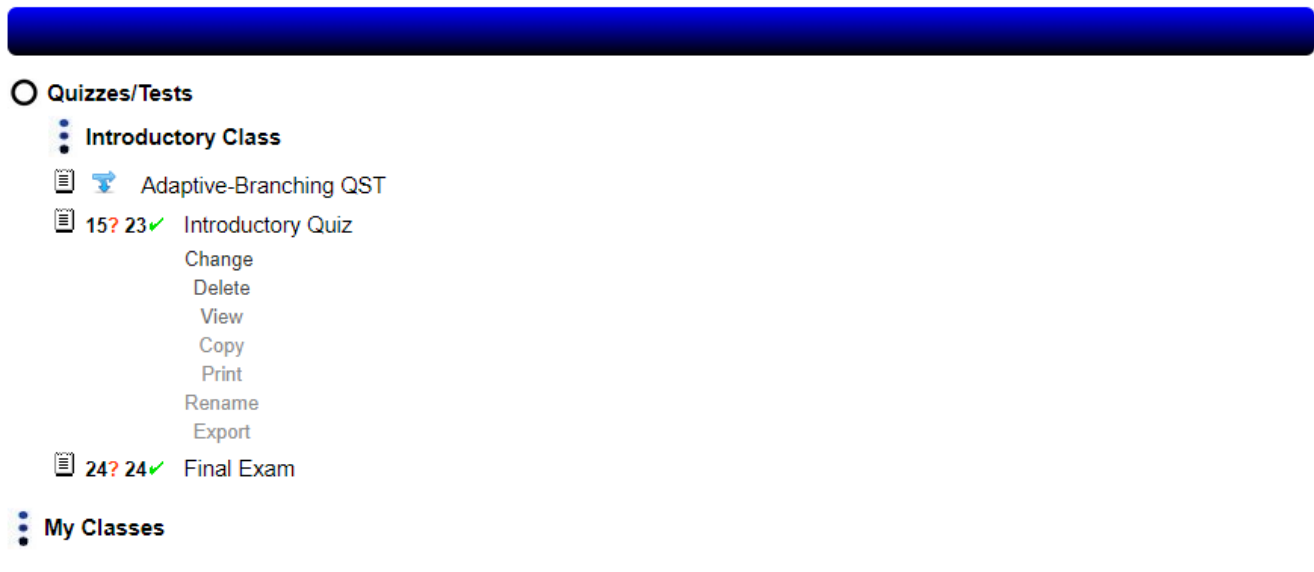 Quizzes/Tests
Introductory Class
Adaptive-Branching QST
15? 23✓ Introductory Quiz
Change
Delete
View
Copy
Print
Rename
Export
24? 24✓ Final Exam
My Classes